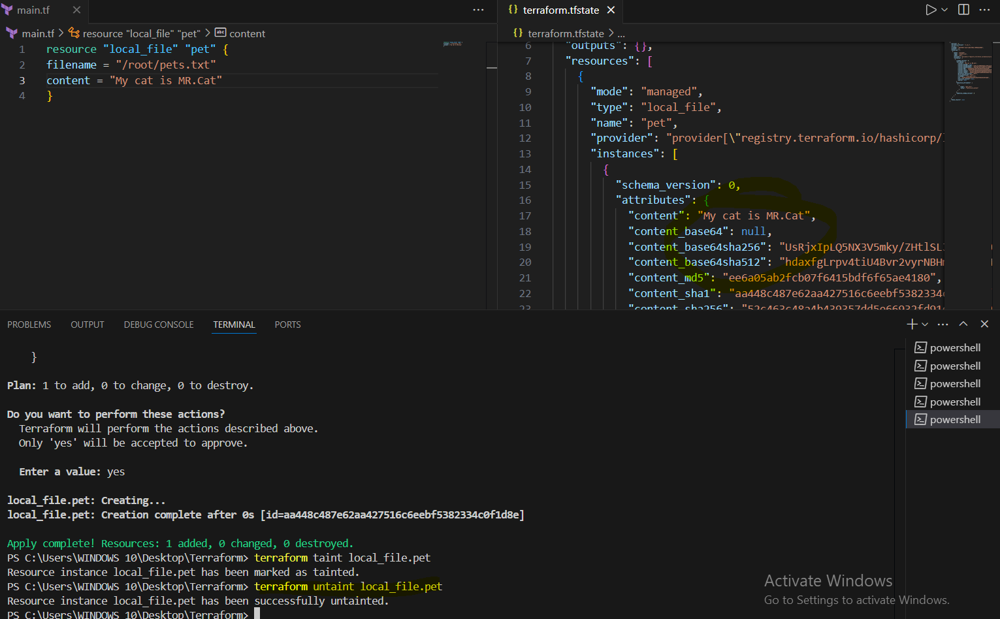 main.tf
terraform.tfstate
main.tf > resource "local_file" "pet" > abc content
terraform.tfstate > ...
1 resource "local_file" "pet" {
2 filename = "/root/pets.txt"
3 content = "My cat is MR.Cat"
4 }
6 "outputs": {},
7 "resources": [
8 {
9 "mode": "managed",
10 "type": "local_file",
11 "name": "pet",
12 "provider": "provider[\"registry.terraform.io/hashicorp/
13 "instances": [
14 {
15 "schema_version": 0,
16 "attributes": {
17 "content": "My cat is MR.Cat",
18 "content_base64": null,
19 "content_base64sha256": "UsRjxIpLQ5NX3V5mky/ZHtlSL
20 "content_base64sha512": "hdaxfgLrpv4tiU4Bvr2vyrNBH
21 "content_md5": "ee6a05ab2fcb07f6415bdf6f65ae4180",
22 "content_sha1": "aa448c487e62aa427516c6eebf5382334
23 "content_sha256": "52c463c48a4b439357dd5e66932fd91
PROBLEMS OUTPUT DEBUG CONSOLE TERMINAL PORTS
}
Plan: 1 to add, 0 to change, 0 to destroy.
Do you want to perform these actions?
Terraform will perform the actions described above.
Only 'yes' will be accepted to approve.
Enter a value: yes
local_file.pet: Creating...
local_file.pet: Creation complete after 0s [id=aa448c487e62aa427516c6eebf5382334c0f1d8e]
Apply complete! Resources: 1 added, 0 changed, 0 destroyed.
PS C:\Users\WINDOWS 10\Desktop\Terraform> terraform taint local_file.pet
Resource instance local_file.pet has been marked as tainted.
PS C:\Users\WINDOWS 10\Desktop\Terraform> terraform untaint local_file.pet
Resource instance local_file.pet has been successfully untainted.
PS C:\Users\WINDOWS 10\Desktop\Terraform>
powershell
powershell
powershell
powershell
powershell
Activate Windows
Go to Settings to activate Windows.